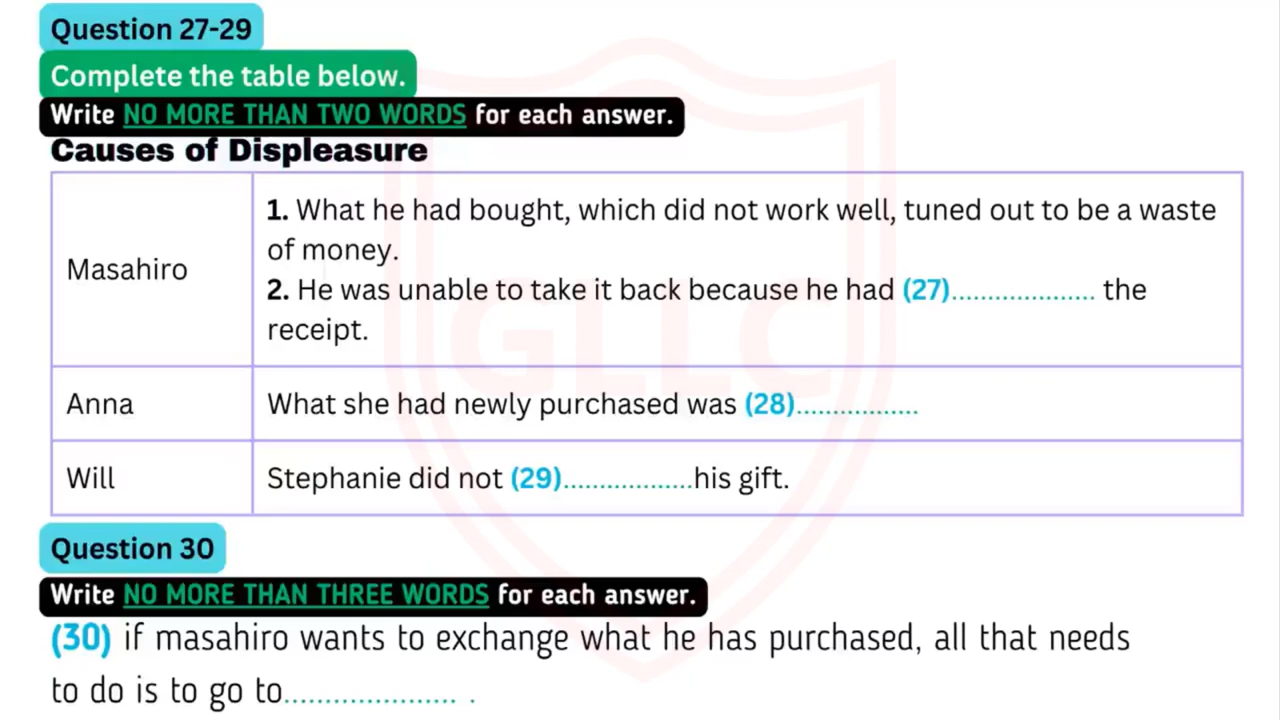 Question 27-29
Complete the table below.
Write NO MORE THAN TWO WORDS for each answer.
Causes of Displeasure
Masahiro
1. What he had bought, which did not work well, tuned out to be a waste
of money.
2. He was unable to take it back because he had (27).................... the
receipt.
Anna
What she had newly purchased was (28).................
Will
Stephanie did not (29)..................his gift.
Question 30
Write NO MORE THAN THREE WORDS for each answer.
(30) if masahiro wants to exchange what he has purchased, all that needs
to do is to go to..................... .
GLLC